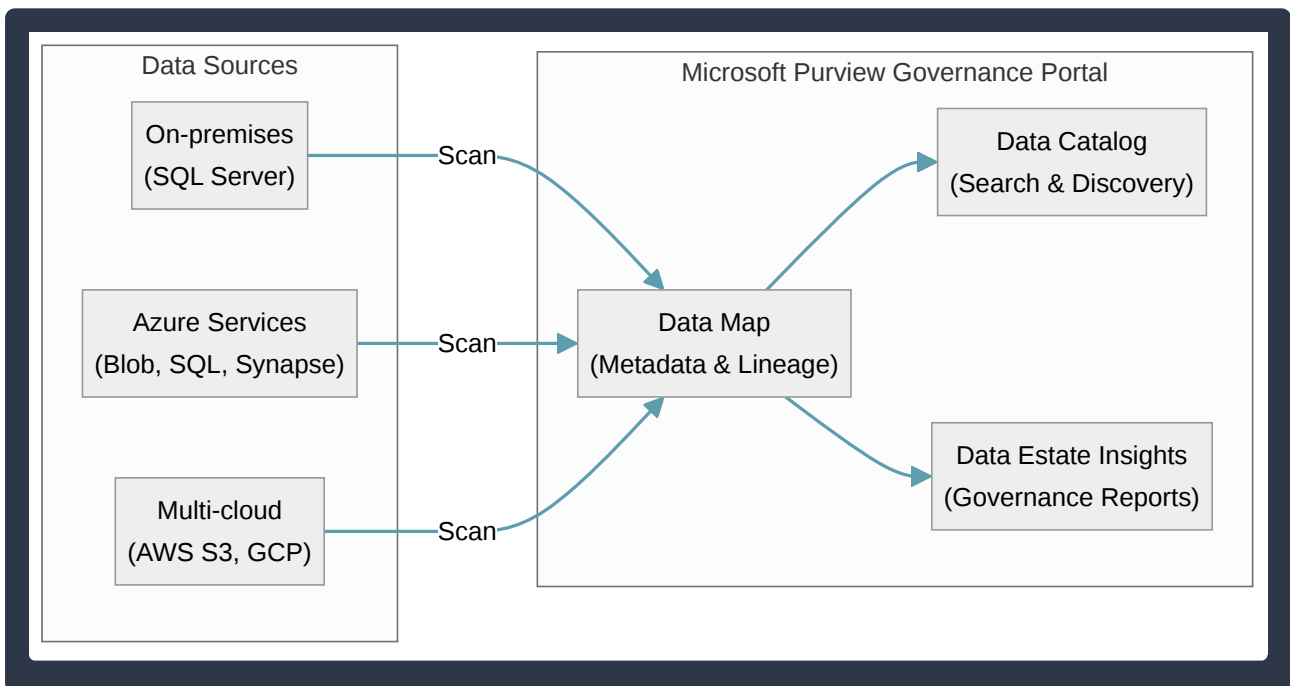 Data Sources
On-premises
(SQL Server)
Scan
Azure Services
(Blob, SQL, Synapse)
Scan
Multi-cloud
(AWS S3, GCP)
Scan
Microsoft Purview Governance Portal
Data Map
(Metadata & Lineage)
Data Catalog
(Search & Discovery)
Data Estate Insights
(Governance Reports)